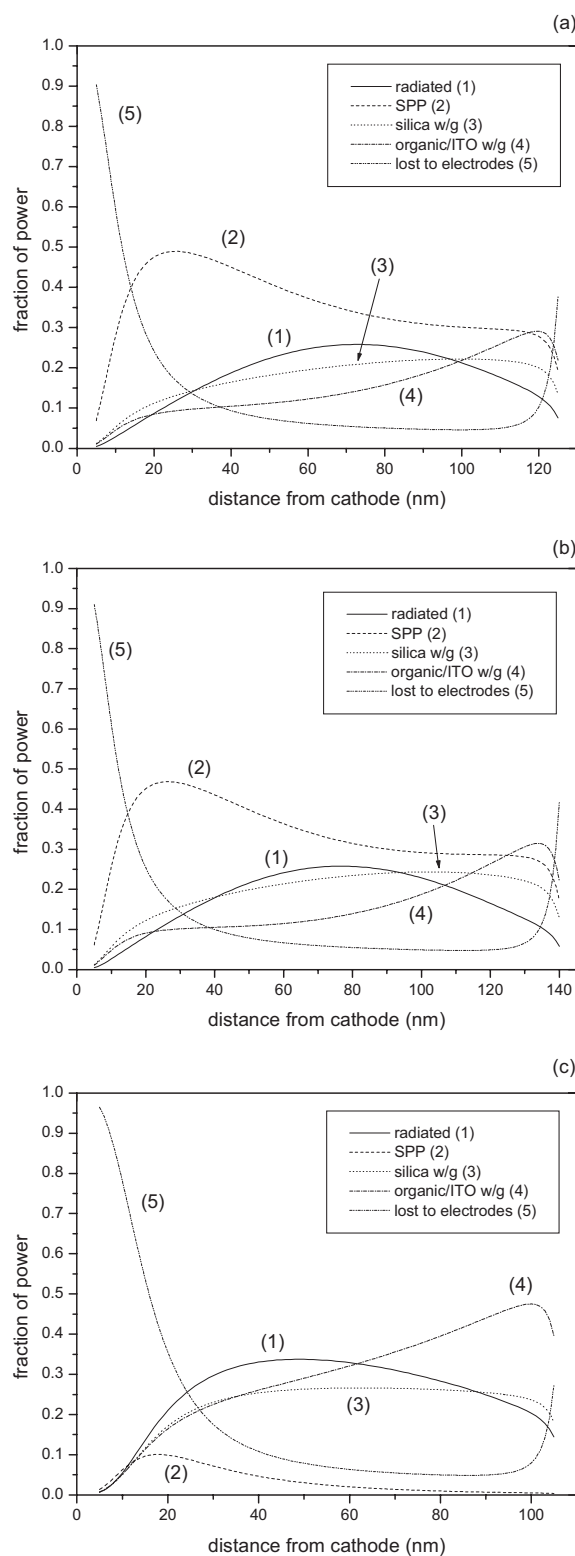 (a)
1.0
0.9
0.8
0.7
0.6
0.5
0.4
0.3
0.2
0.1
0.0
fraction of power
radiated (1)
SPP (2)
silica w/g (3)
organic/ITO w/g (4)
lost to electrodes (5)
(5)
(2)
(3)
(1)
(4)
0 20 40 60 80 100 120
distance from cathode (nm)
(b)
1.0
0.9
0.8
0.7
0.6
0.5
0.4
0.3
0.2
0.1
0.0
fraction of power
radiated (1)
SPP (2)
silica w/g (3)
organic/ITO w/g (4)
lost to electrodes (5)
(5)
(2)
(3)
(1)
(4)
0 20 40 60 80 100 120 140
distance from cathode (nm)
(c)
1.0
0.9
0.8
0.7
0.6
0.5
0.4
0.3
0.2
0.1
0.0
fraction of power
radiated (1)
SPP (2)
silica w/g (3)
organic/ITO w/g (4)
lost to electrodes (5)
(5)
(4)
(1)
(3)
(2)
0 20 40 60 80 100
distance from cathode (nm)